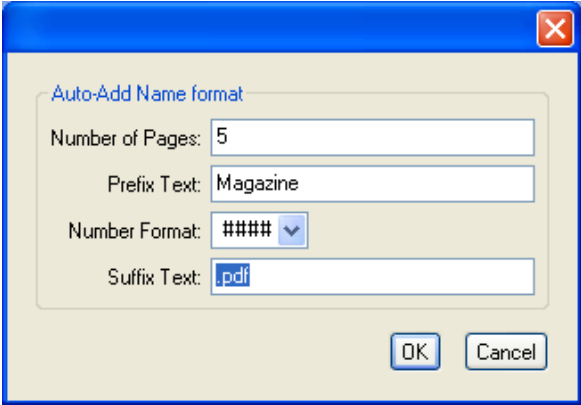 Auto-Add Name format
Number of Pages: 5
Prefix Text: Magazine
Number Format: ####
Suffix Text: .pdf
OK Cancel